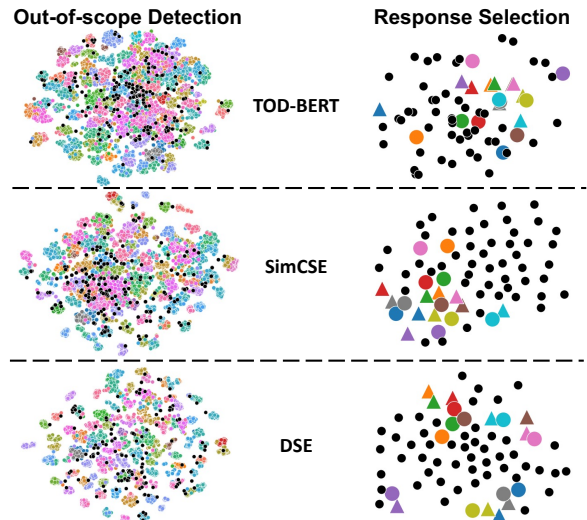 Out-of-scope Detection
Response Selection
TOD-BERT
SimCSE
DSE